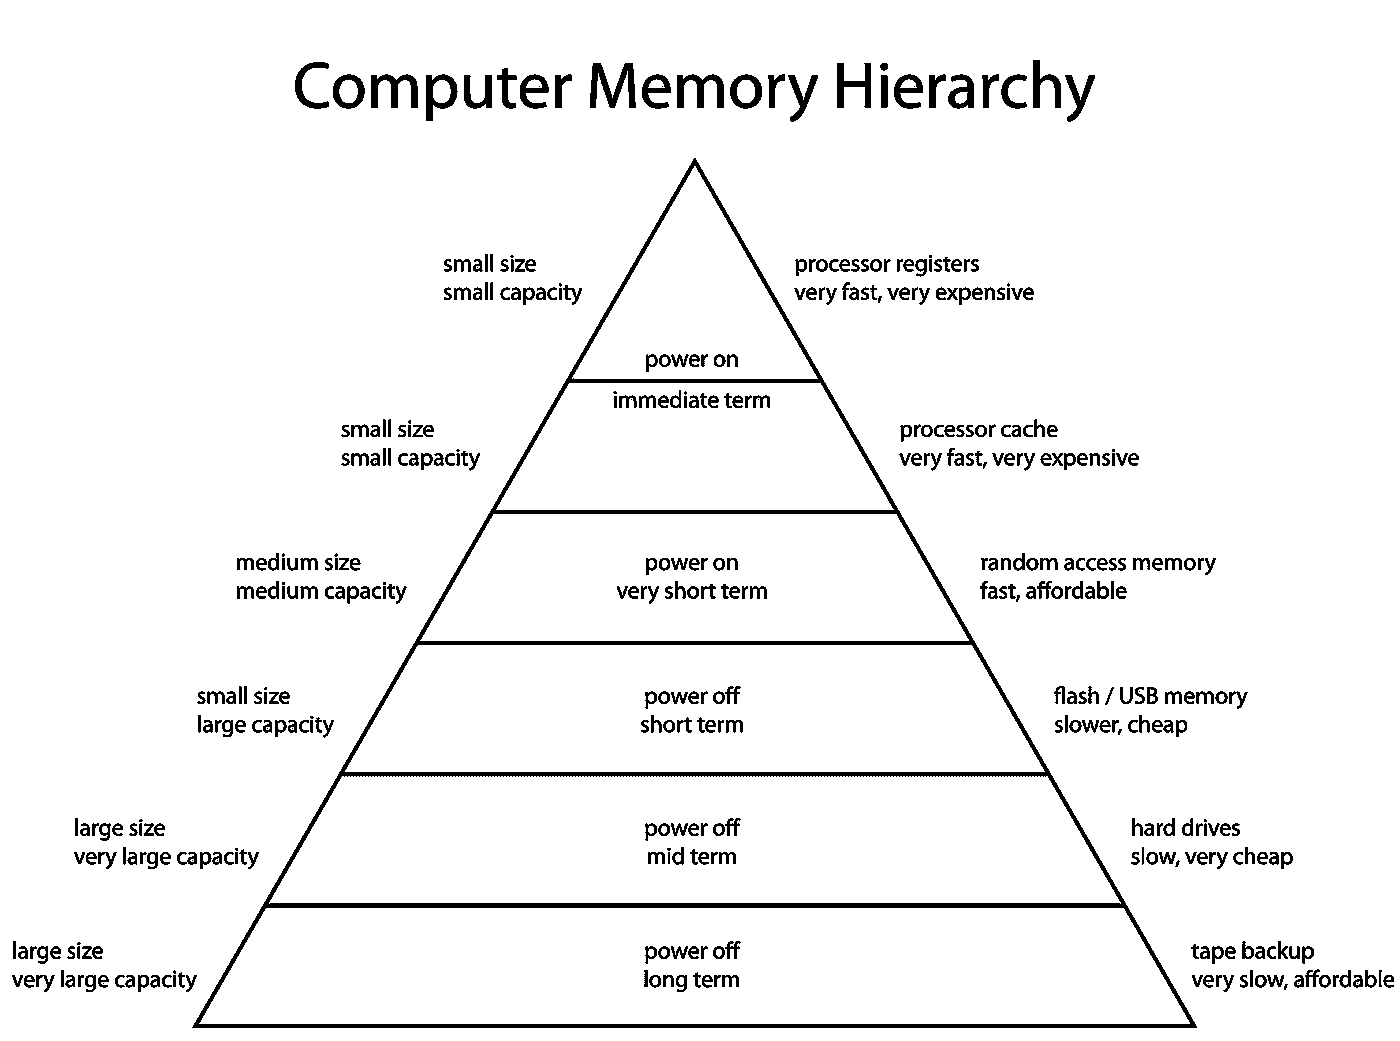 Computer Memory Hierarchy
small size
small capacity
processor registers
very fast, very expensive
power on
immediate term
small size
small capacity
processor cache
very fast, very expensive
medium size
medium capacity
power on
very short term
random access memory
fast, affordable
small size
large capacity
power off
short term
flash / USB memory
slower, cheap
large size
very large capacity
power off
mid term
hard drives
slow, very cheap
large size
very large capacity
power off
long term
tape backup
very slow, affordable